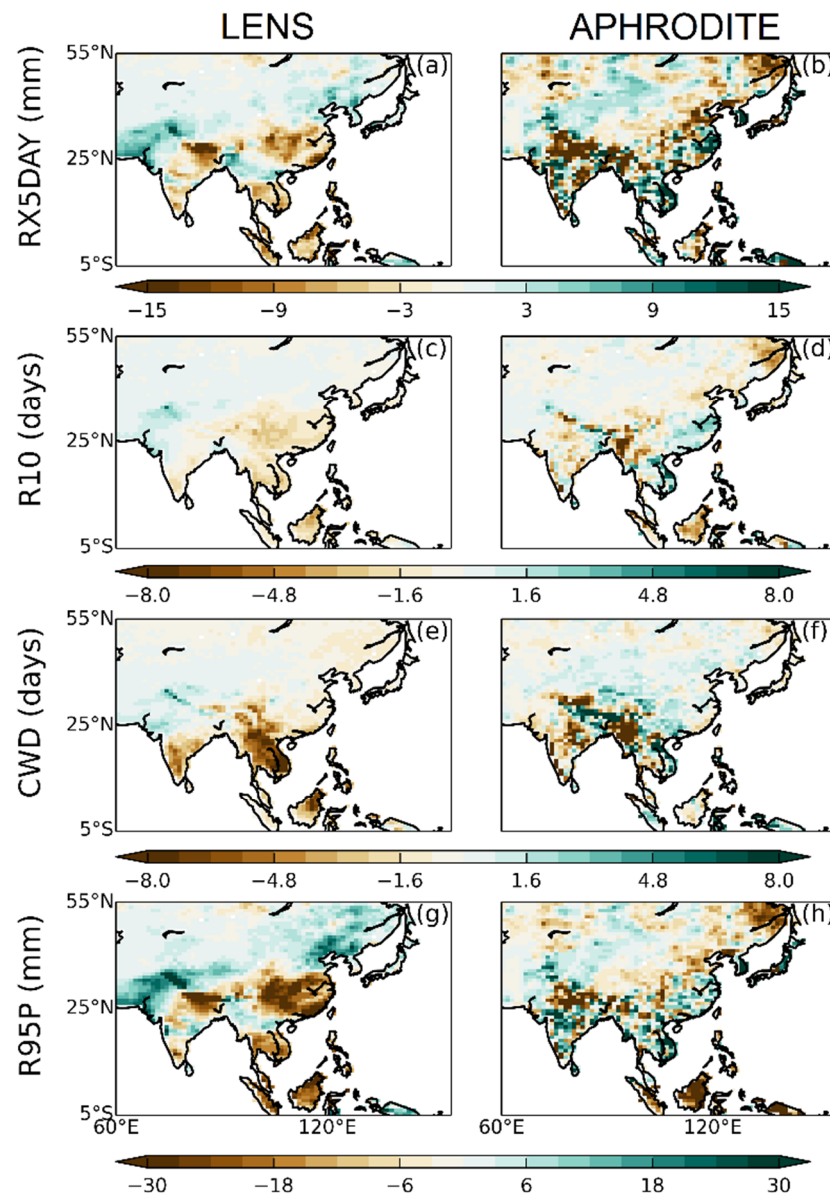 LENS APHRODITE
RX5DAY (mm)
55°N (a) (b)
25°N
5°S
−15 −9 −3 3 9 15
R10 (days)
55°N (c) (d)
25°N
5°S
−8.0 −4.8 −1.6 1.6 4.8 8.0
CWD (days)
55°N (e) (f)
25°N
5°S
−8.0 −4.8 −1.6 1.6 4.8 8.0
R95P (mm)
55°N (g) (h)
25°N
5°S
60°E 120°E 60°E 120°E
−30 −18 −6 6 18 30